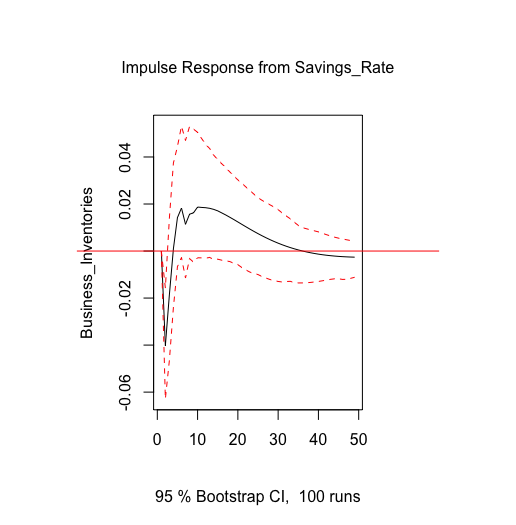 Impulse Response from Savings_Rate
Business_Inventories
0.04
0.02
-0.02
-0.06
0 10 20 30 40 50
95 % Bootstrap CI,  100 runs